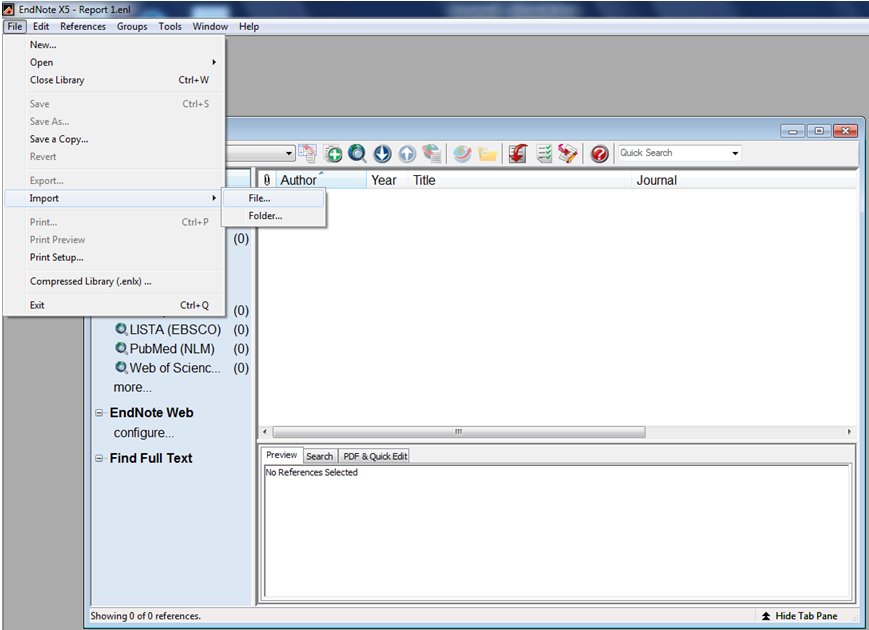 EndNote X5 - Report 1.enl
File Edit References Groups Tools Window Help
New...
Open
Close Library Ctrl+W
Save Ctrl+S
Save As...
Save a Copy...
Revert
Export...
Import
File...
Folder...
Print... Ctrl+P
Print Preview
Print Setup...
Compressed Library (.enlx) ...
Exit Ctrl+Q
Quick Search
Author Year Title Journal
(0)
(0)
LISTA (EBSCO) (0)
PubMed (NLM) (0)
Web of Scienc... (0)
more...
EndNote Web
configure...
Find Full Text
Preview Search PDF & Quick Edit
No References Selected
Showing 0 of 0 references.
Hide Tab Pane